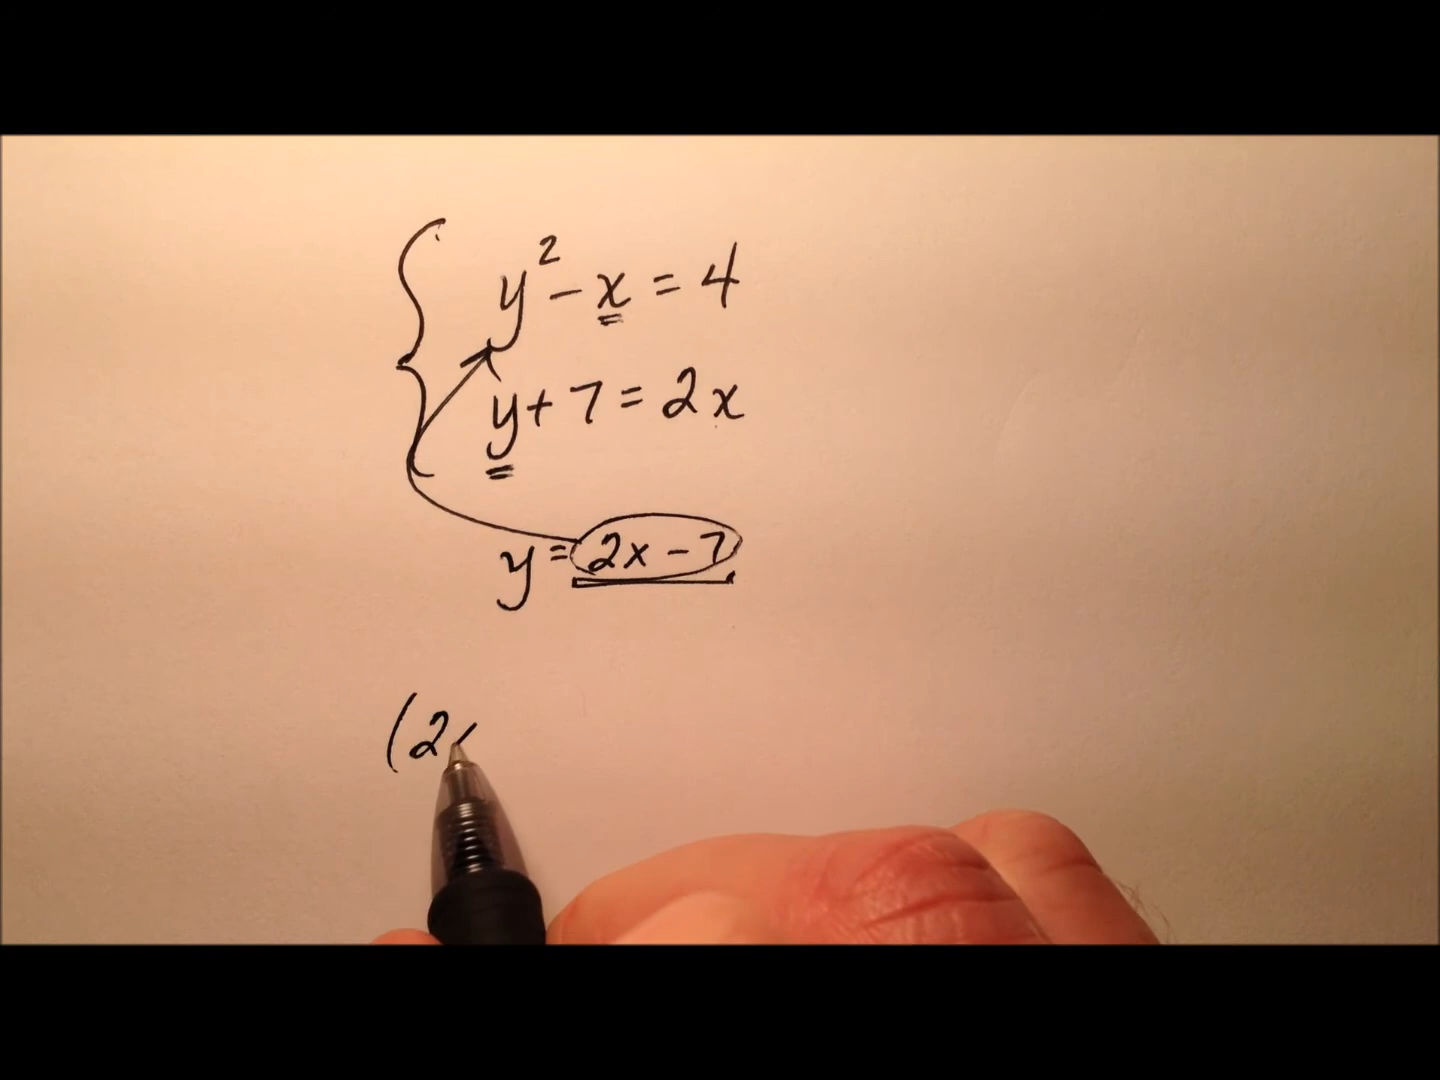 y² - x = 4
y + 7 = 2x
y = 2x - 7
(2